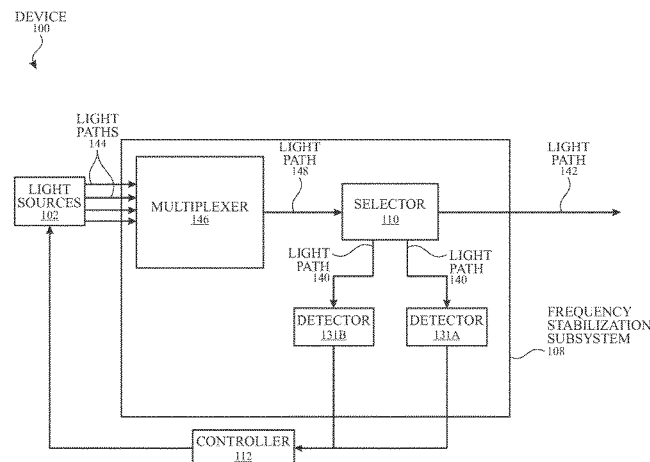 DEVICE
100
LIGHT
PATHS
144
LIGHT
SOURCES
102
MULTIPLEXER
146
LIGHT
PATH
148
SELECTOR
110
LIGHT
PATH
142
LIGHT
PATH
140
LIGHT
PATH
140
DETECTOR
131B
DETECTOR
131A
FREQUENCY
STABILIZATION
SUBSYSTEM
108
CONTROLLER
112